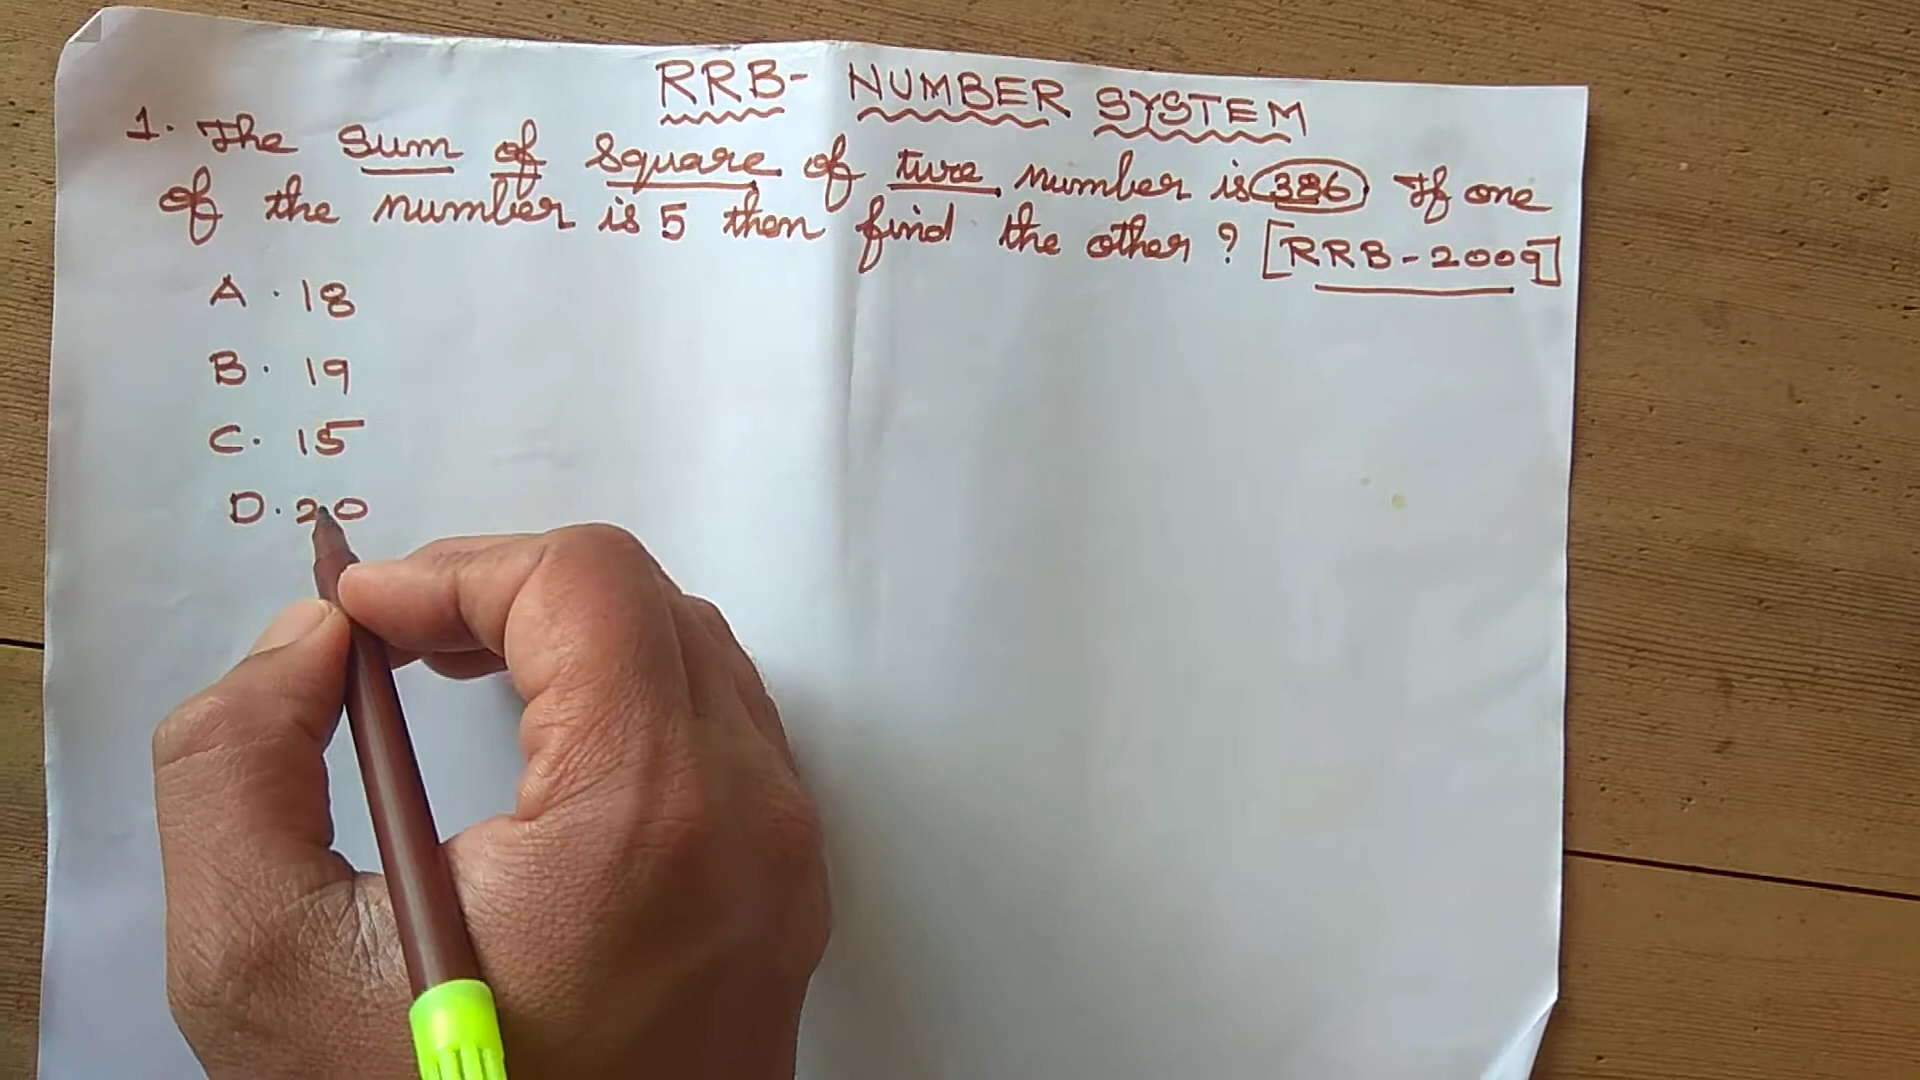 RRB- NUMBER SYSTEM
1. The sum of square of two number is 386 If one
of the number is 5 then find the other ? [RRB-2009]
A. 18
B. 19
C. 15
D. 20